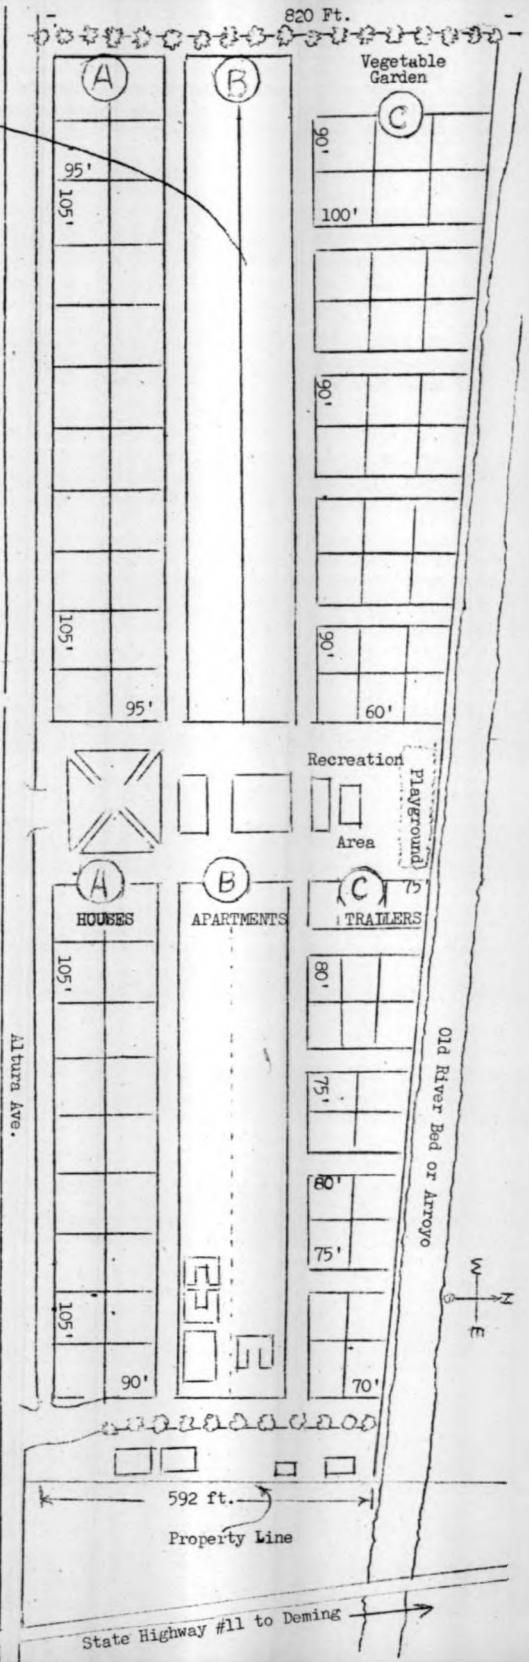 820 Ft.
A
B
Vegetable
Garden
C
90'
95'
105'
100'
90'
105'
90'
95'
60'
Recreation
Playground
Area
A
B
C
75
HOUSES
APARTMENTS
TRAILERS
105'
80'
75'
Old River Bed or Arroyo
Altura Ave.
80'
75'
W
N
E
105'
90'
70'
592 ft.
Property Line
State Highway #11 to Deming